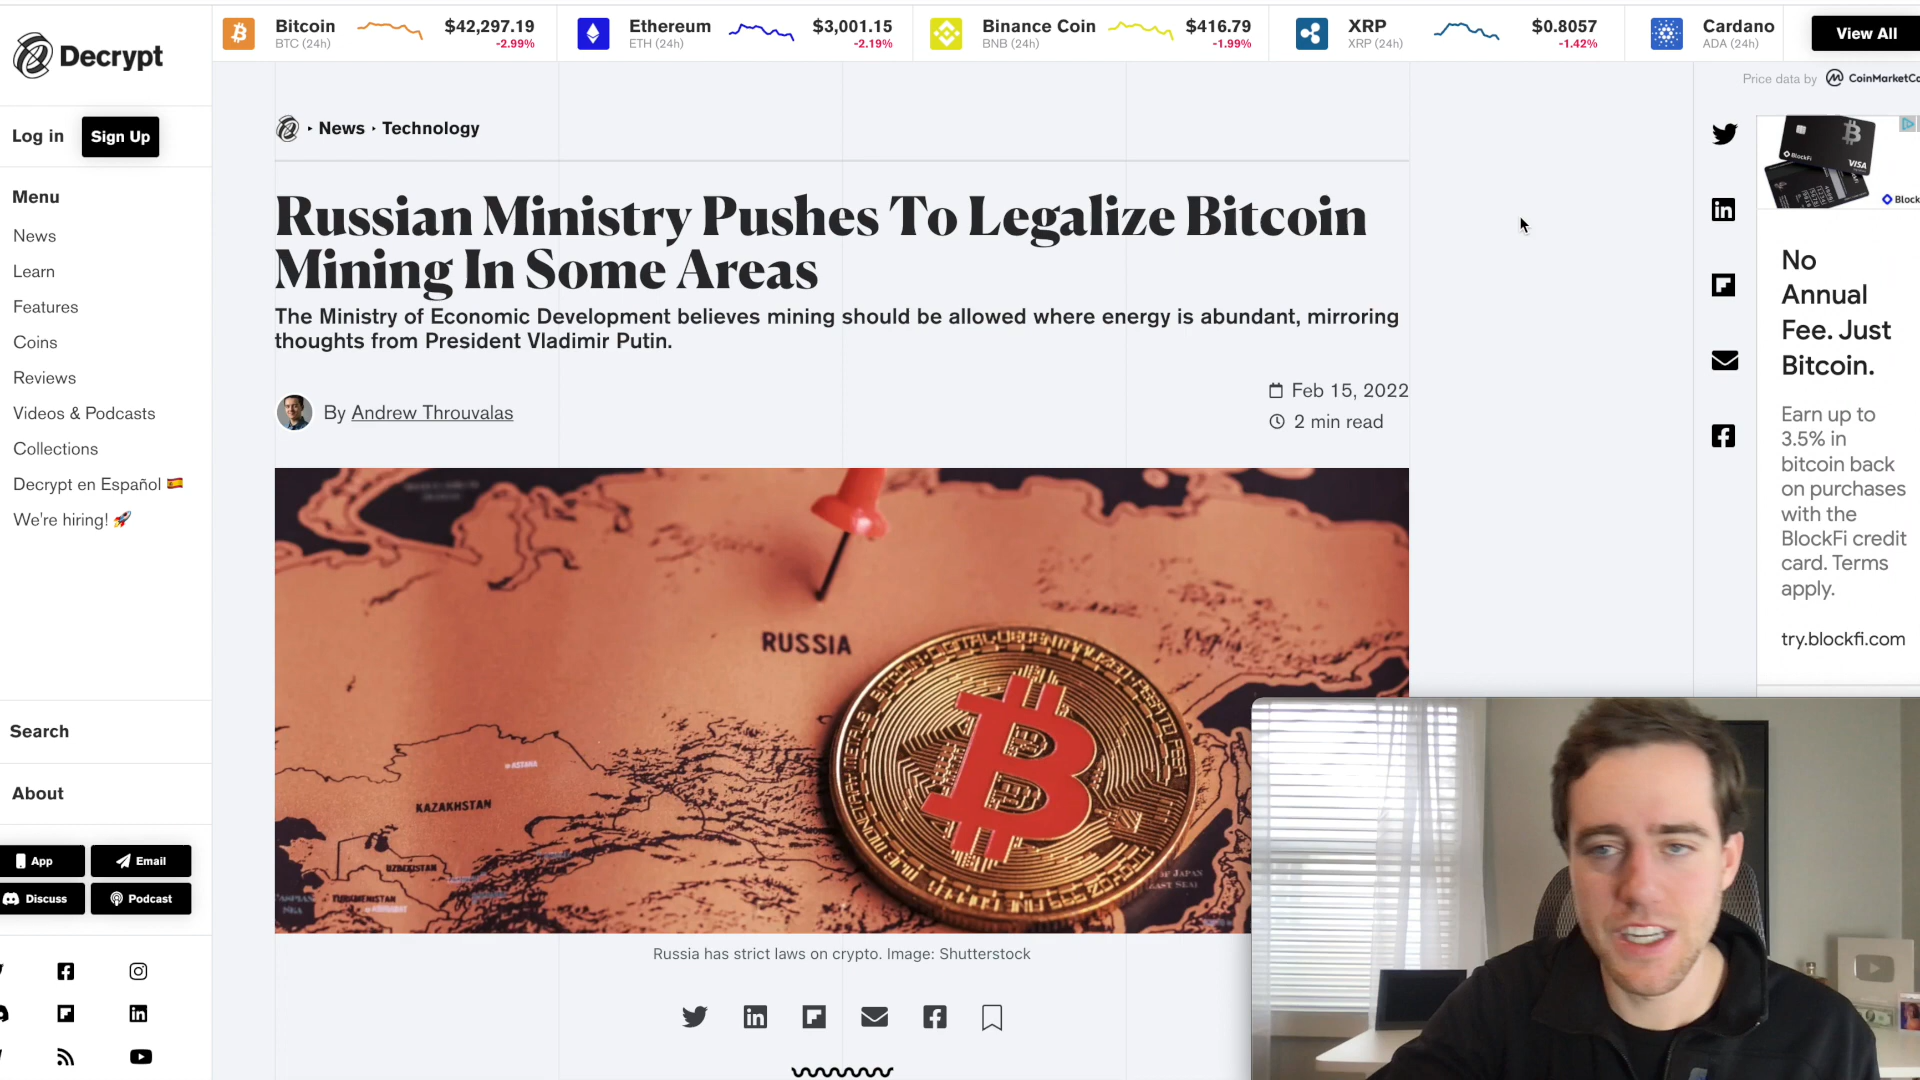 Decrypt
Bitcoin
BTC (24h)
$42,297.19
-2.99%
Ethereum
ETH (24h)
$3,001.15
-2.19%
Binance Coin
BNB (24h)
$416.79
-1.99%
XRP
XRP (24h)
$0.8057
-1.42%
Cardano
ADA (24h)
View All
Price data by
Log in
Sign Up
Menu
News
Learn
Features
Coins
Reviews
Videos & Podcasts
Collections
Decrypt en Español
We're hiring!
Search
About
App
Email
Discuss
Podcast
News
Technology
Russian Ministry Pushes To Legalize Bitcoin
Mining In Some Areas
The Ministry of Economic Development believes mining should be allowed where energy is abundant, mirroring
thoughts from President Vladimir Putin.
By Andrew Throuvalas
Feb 15, 2022
2 min read
RUSSIA
KAZAKHSTAN
ASTANA
UZBEKISTAN
TURKMENISTAN
OF JAPAN
Russia has strict laws on crypto. Image: Shutterstock
BlockFi
VISA
No
Annual
Fee. Just
Bitcoin.
Earn up to
3.5% in
bitcoin back
on purchases
with the
BlockFi credit
card. Terms
apply.
try.blockfi.com